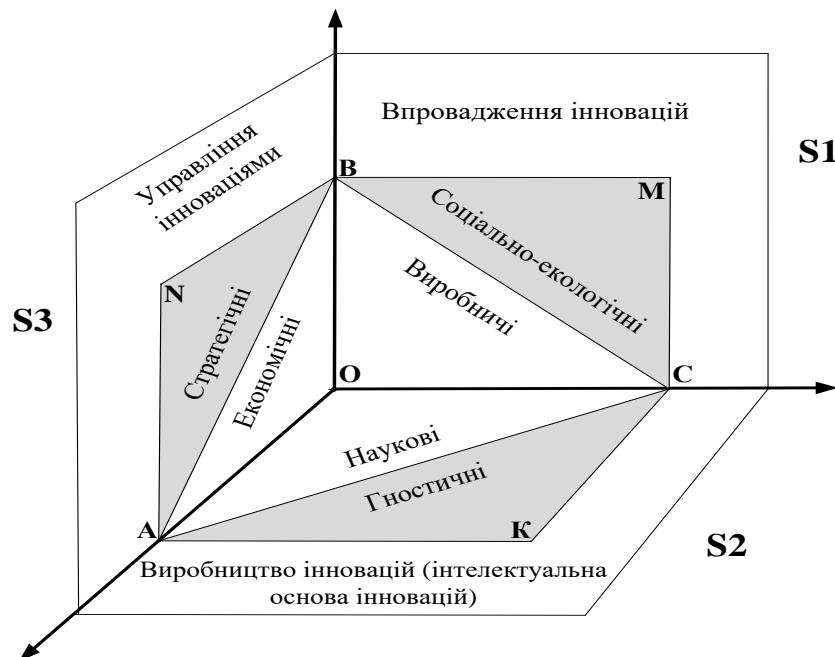 Впровадження інновацій
S1
Управління
інноваціями
B
M
Соціально-екологічні
Виробничі
N
S3
Стратегічні
Економічні
O
C
Наукові
Гностичні
A
К
S2
Виробництво інновацій (інтелектуальна
основа інновацій)